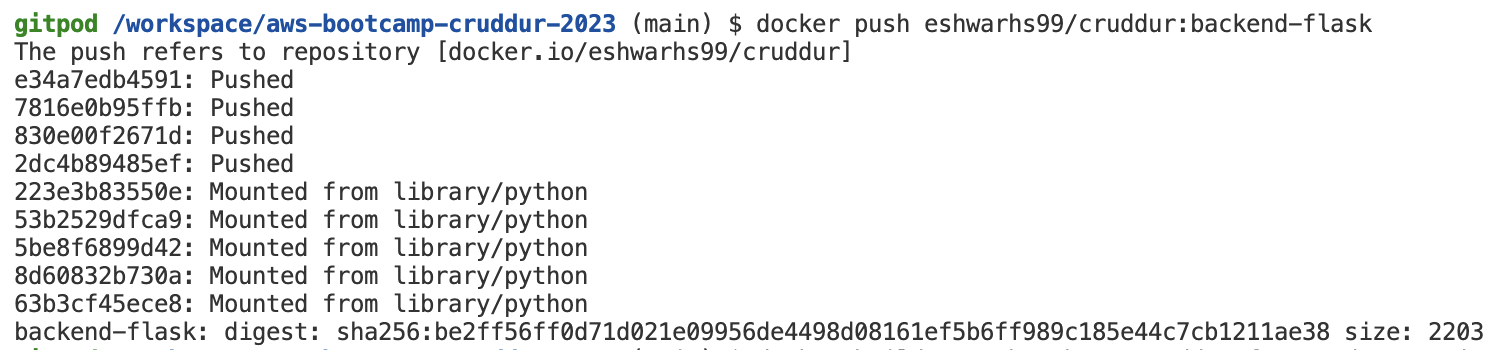 gitpod /workspace/aws-bootcamp-cruddur-2023 (main) $ docker push eshwarhs99/cruddur:backend-flask
The push refers to repository [docker.io/eshwarhs99/cruddur]
e34a7edb4591: Pushed
7816e0b95ffb: Pushed
830e00f2671d: Pushed
2dc4b89485ef: Pushed
223e3b83550e: Mounted from library/python
53b2529dfca9: Mounted from library/python
5be8f6899d42: Mounted from library/python
8d60832b730a: Mounted from library/python
63b3cf45ece8: Mounted from library/python
backend-flask: digest: sha256:be2ff56ff0d71d021e09956de4498d08161ef5b6ff989c185e44c7cb1211ae38 size: 2203